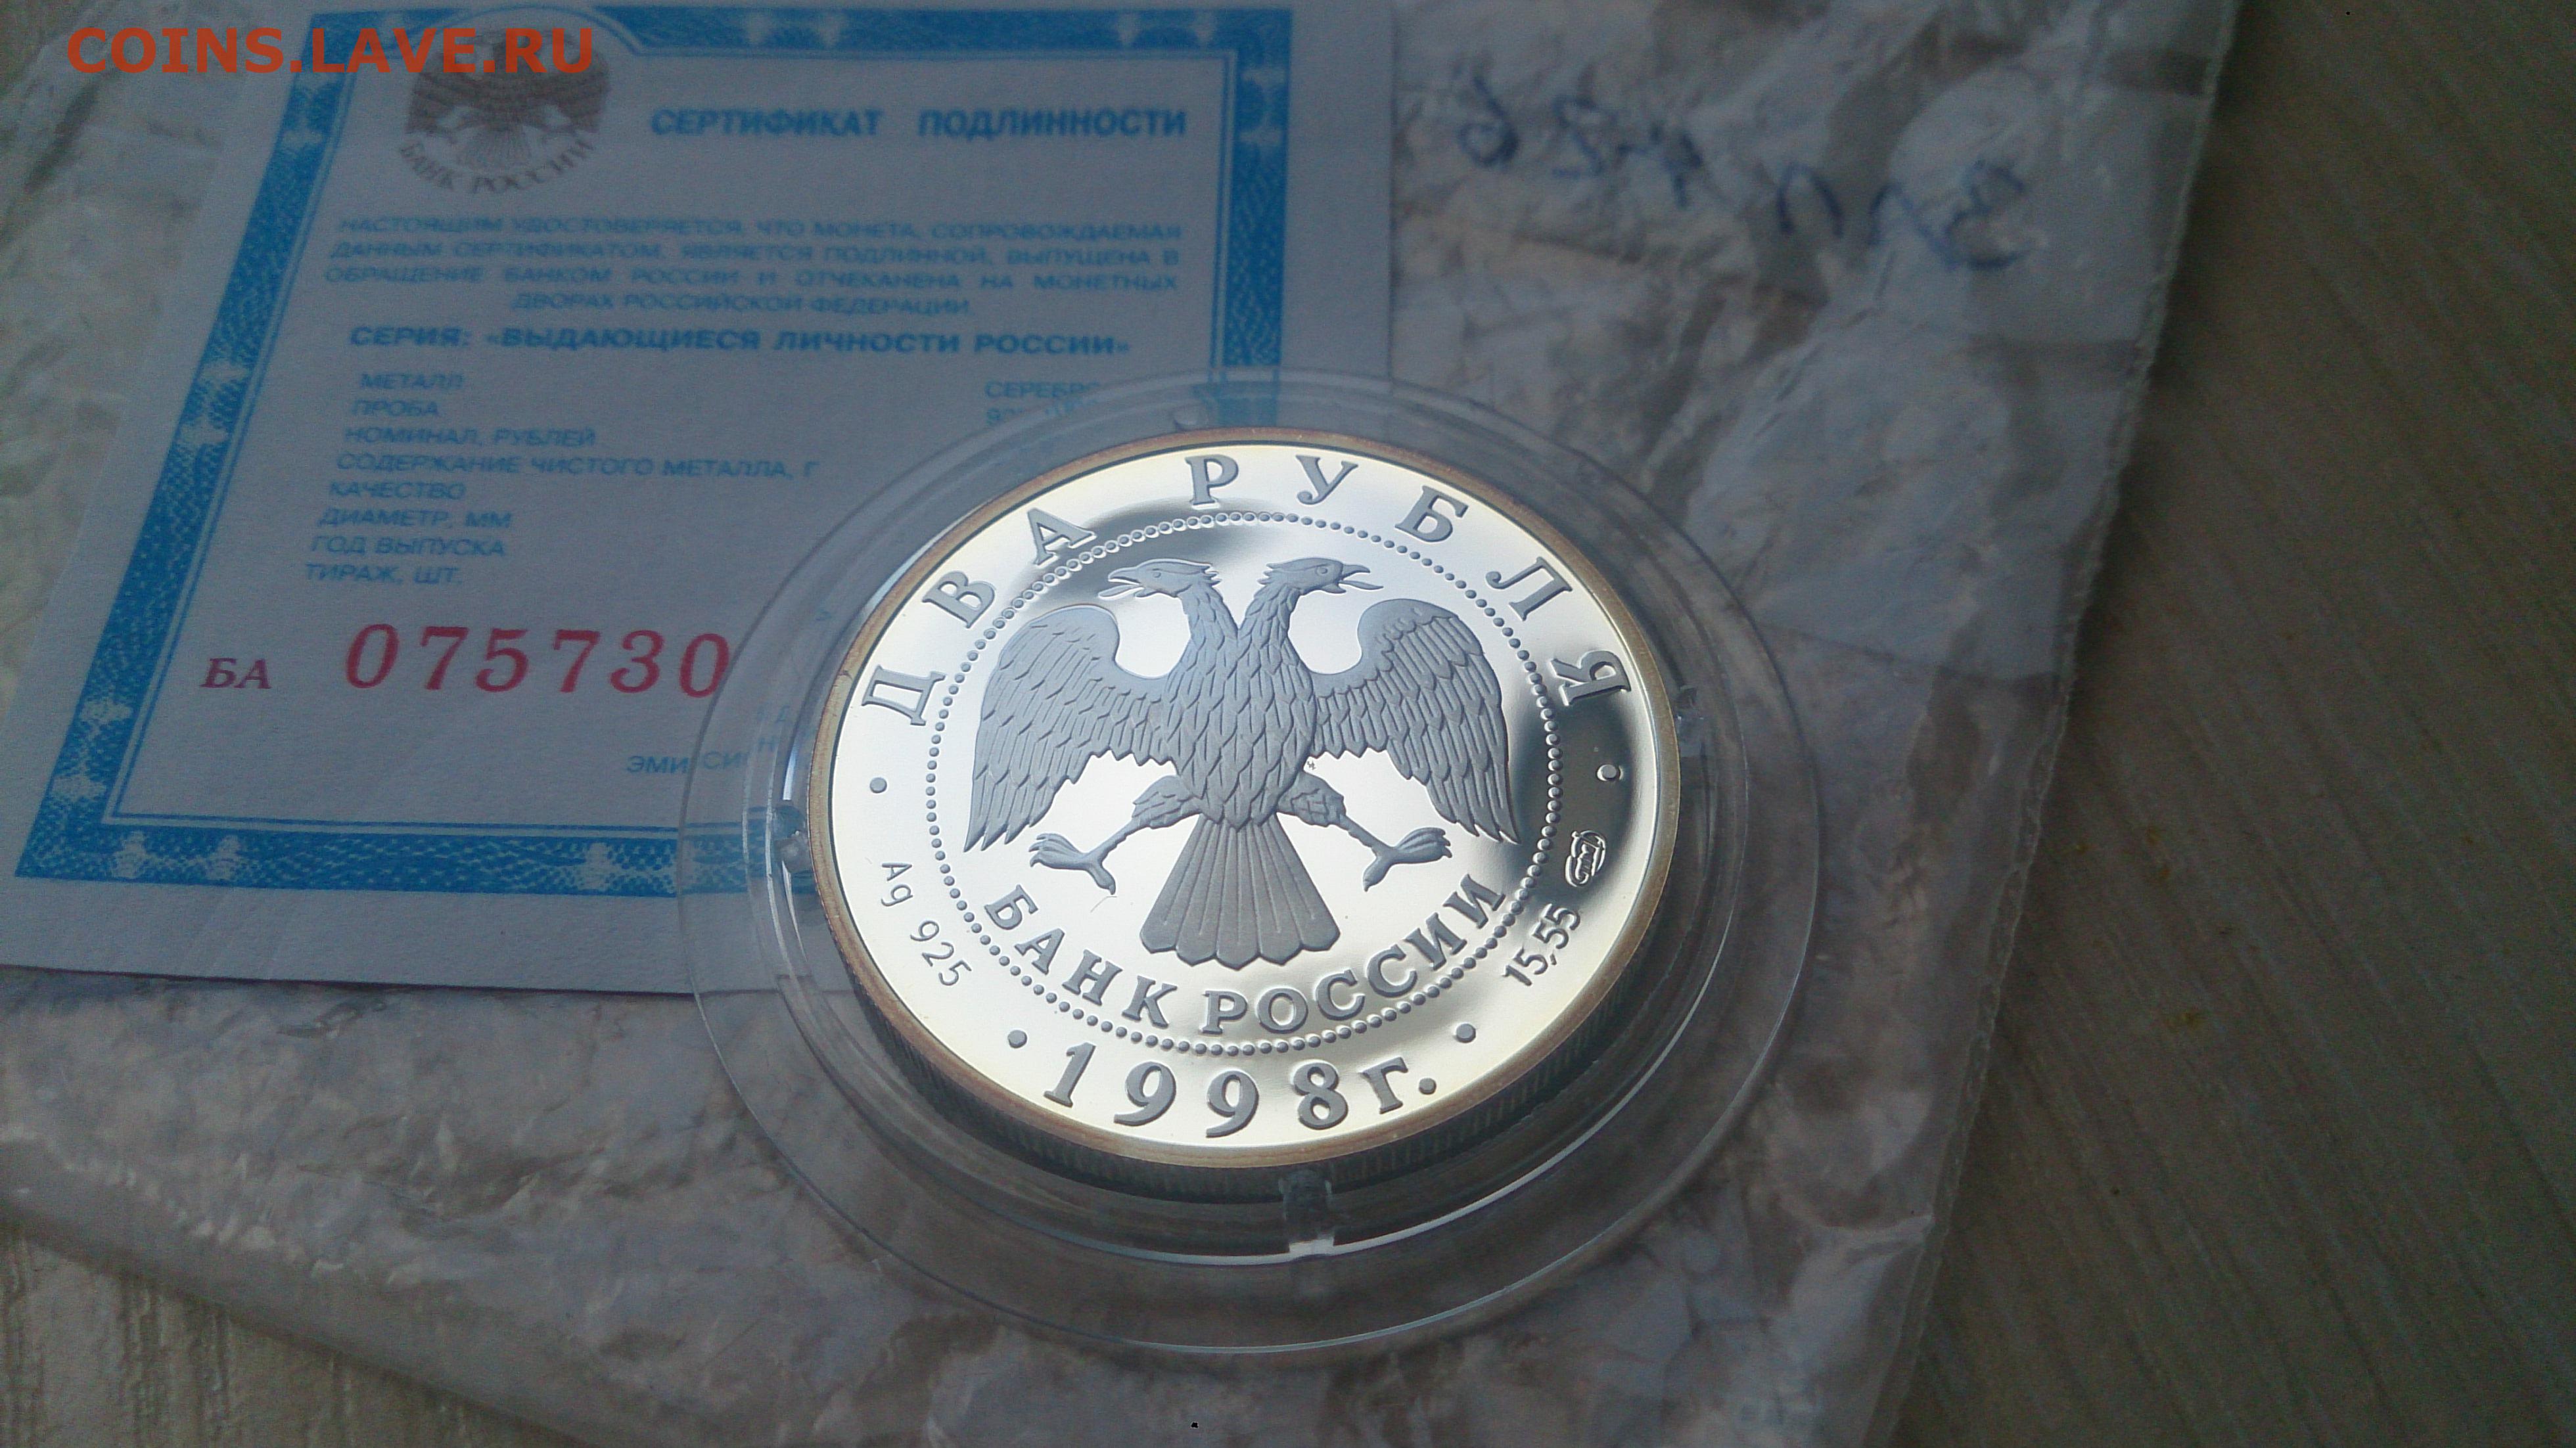 COINS.LAVE.RU
БАНК РОССИИ
СЕРТИФИКАТ ПОДЛИННОСТИ
НАСТОЯЩИМ УДОСТОВЕРЯЕТСЯ, ЧТО МОНЕТА, СОПРОВОЖДАЕМАЯ
ДАННЫМ СЕРТИФИКАТОМ, ЯВЛЯЕТСЯ ПОДЛИННОЙ, ВЫПУЩЕНА В
ОБРАЩЕНИЕ БАНКОМ РОССИИ И ОТЧЕКАНЕНА НА МОНЕТНЫХ
ДВОРАХ РОССИЙСКОЙ ФЕДЕРАЦИИ.
СЕРИЯ: «ВЫДАЮЩИЕСЯ ЛИЧНОСТИ РОССИИ»
МЕТАЛЛ СЕРЕБРО
ПРОБА
НОМИНАЛ, РУБЛЕЙ
СОДЕРЖАНИЕ ЧИСТОГО МЕТАЛЛА, Г
КАЧЕСТВО
ДИАМЕТР, ММ
ГОД ВЫПУСКА
ТИРАЖ, ШТ.
БА 075730
ДВА РУБЛЯ
Ag 925
БАНК РОССИИ
15,55
1998г.